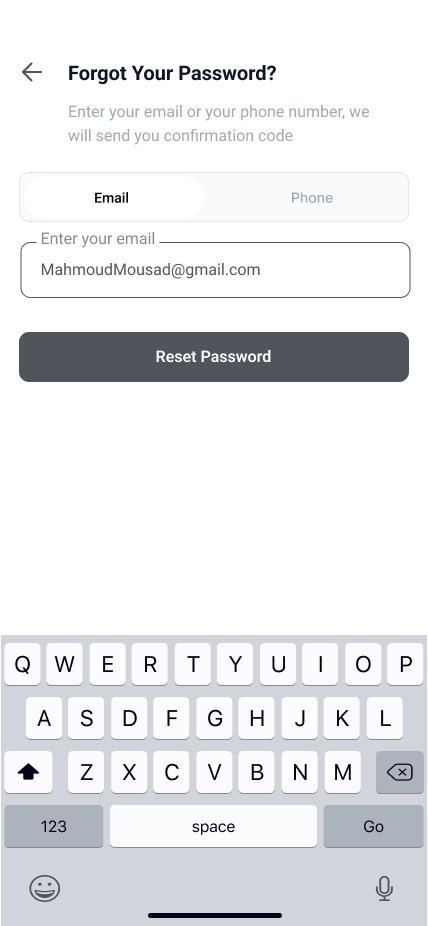 Forgot Your Password?
Enter your email or your phone number, we
will send you confirmation code
Email Phone
Enter your email
MahmoudMousad@gmail.com
Reset Password
Q W E R T Y U I O P
A S D F G H J K L
Z X C V B N M
123 space Go